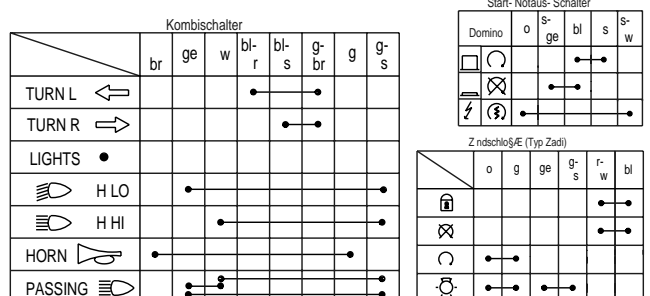 Kombischalter
br ge w bl-r bl-s g-br g g-s
TURN L
TURN R
LIGHTS
H LO
H HI
HORN
PASSING
Start- Notaus- Schalter
Domino o s-ge bl s s-w
Z ndschlo§Æ (Typ Zadi)
o g ge g-s r-w bl